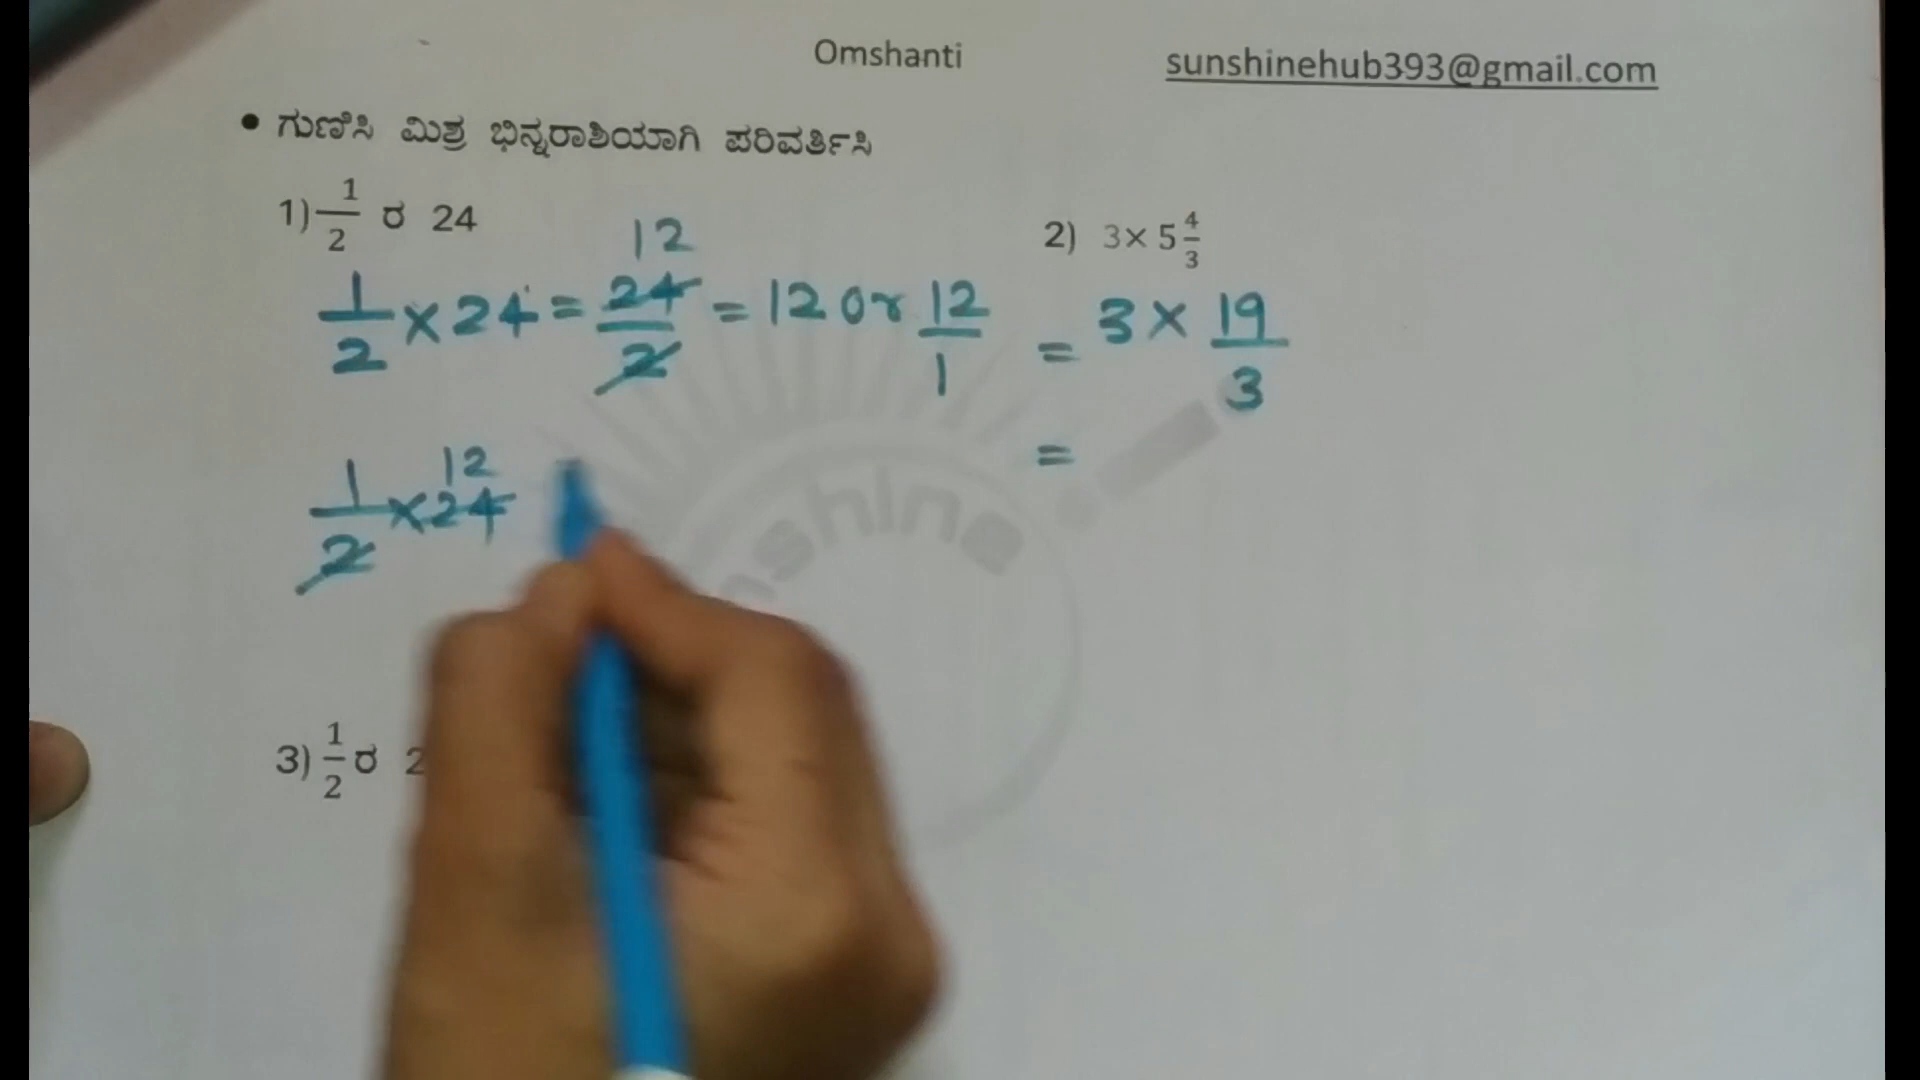 Omshanti sunshinehub393@gmail.com
• ಗುಣಿಸಿ ಮಿಶ್ರ ಭಿನ್ನರಾಶಿಯಾಗಿ ಪರಿವರ್ತಿಸಿ
1) 1/2 ರ 24
12
1/2 × 24 = 24/2 = 12 or 12/1
12
1/2 × 24
2) 3× 5 4/3
= 3 × 19/3
=
3) 1/2 ರ 2